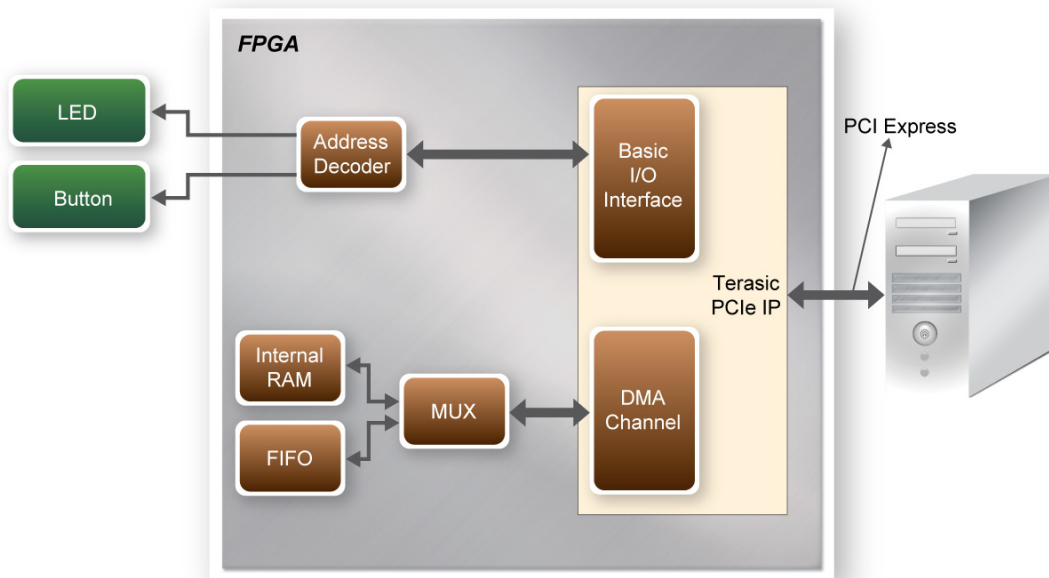 FPGA
LED
Button
Address
Decoder
Basic
I/O
Interface
PCI Express
Terasic
PCIe IP
Internal
RAM
FIFO
MUX
DMA
Channel